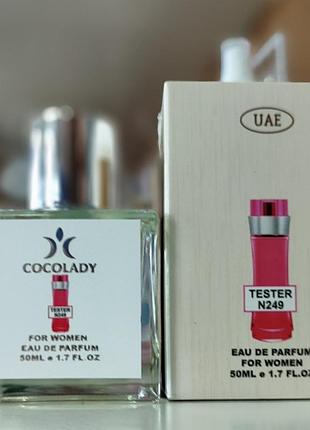 COCOLADY
TESTER
N249
FOR WOMEN
EAU DE PARFUM
50ML e 1.7 FL.OZ
UAE
TESTER
N249
EAU DE PARFUM
FOR WOMEN
50ML e 1.7 FL.OZ